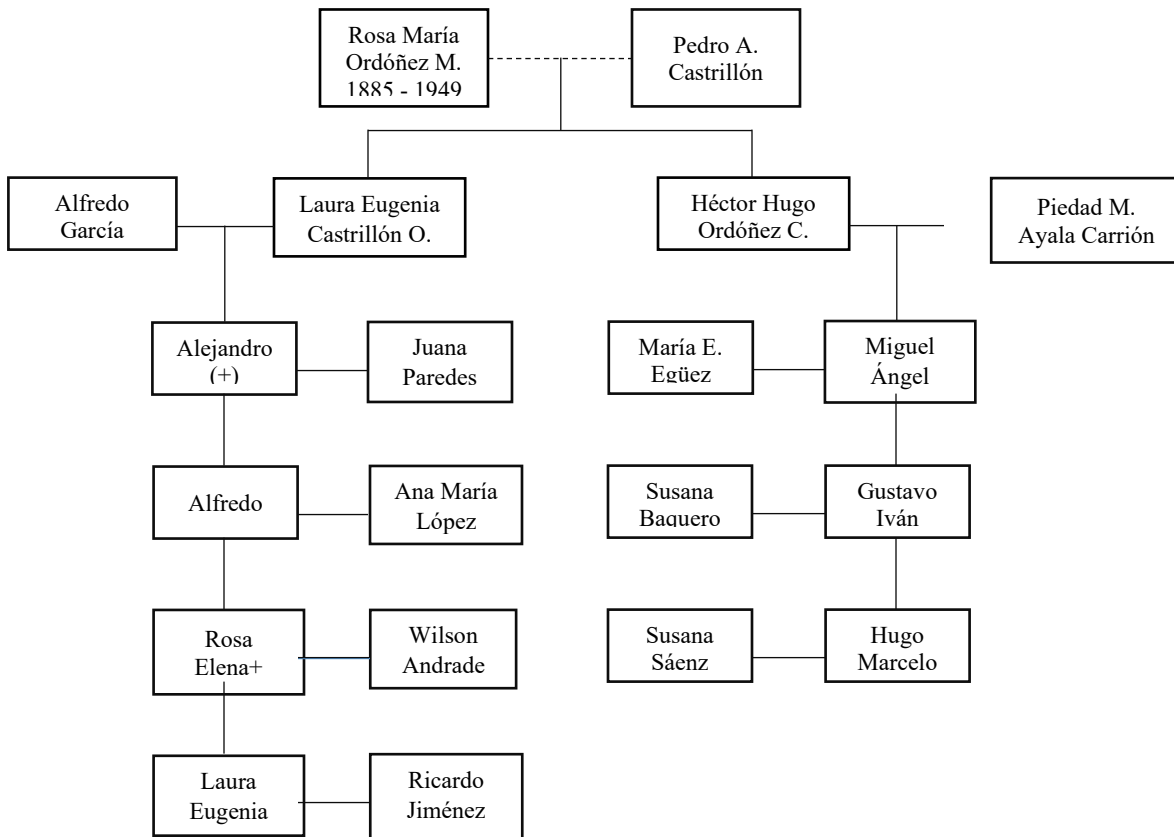 Rosa María
Ordóñez M.
1885 - 1949
Pedro A.
Castrillón
Alfredo
García
Laura Eugenia
Castrillón O.
Héctor Hugo
Ordóñez C.
Piedad M.
Ayala Carrión
Alejandro
(+)
Juana
Paredes
María E.
Egüez
Miguel
Ángel
Alfredo
Ana María
López
Susana
Baquero
Gustavo
Iván
Rosa
Elena+
Wilson
Andrade
Susana
Sáenz
Hugo
Marcelo
Laura
Eugenia
Ricardo
Jiménez